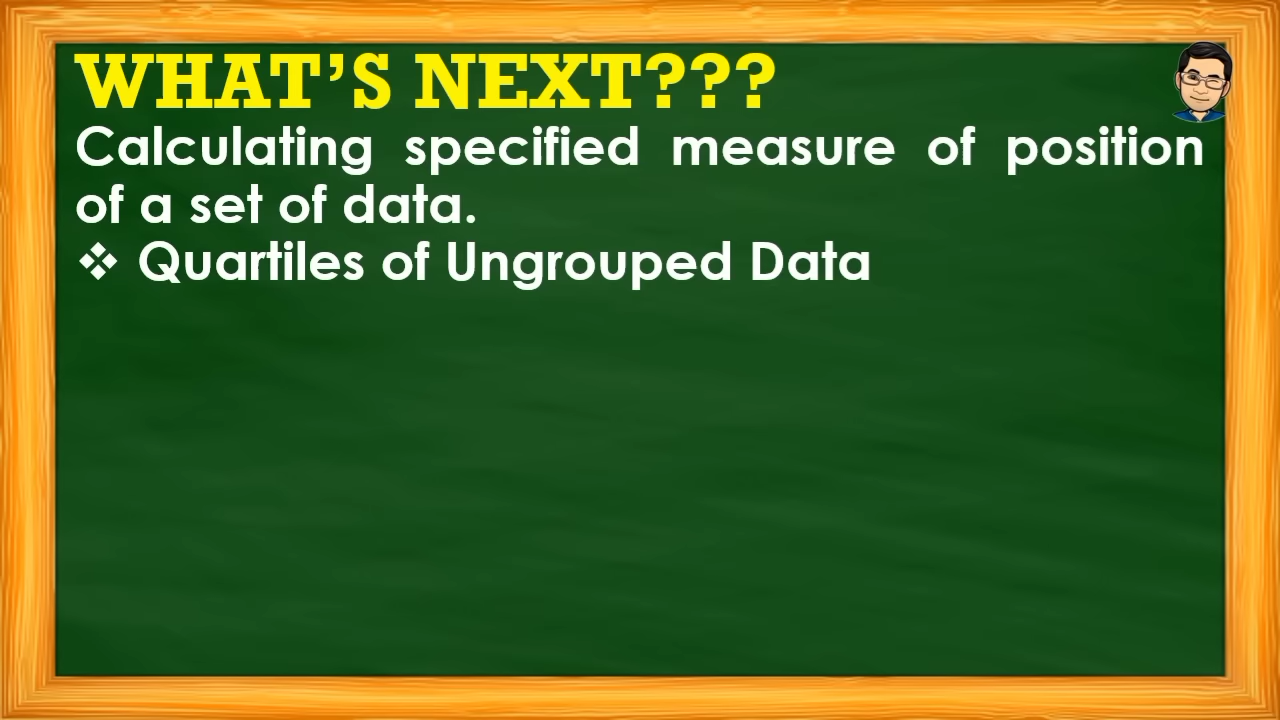 WHAT'S NEXT???
Calculating specified measure of position
of a set of data.
❖ Quartiles of Ungrouped Data